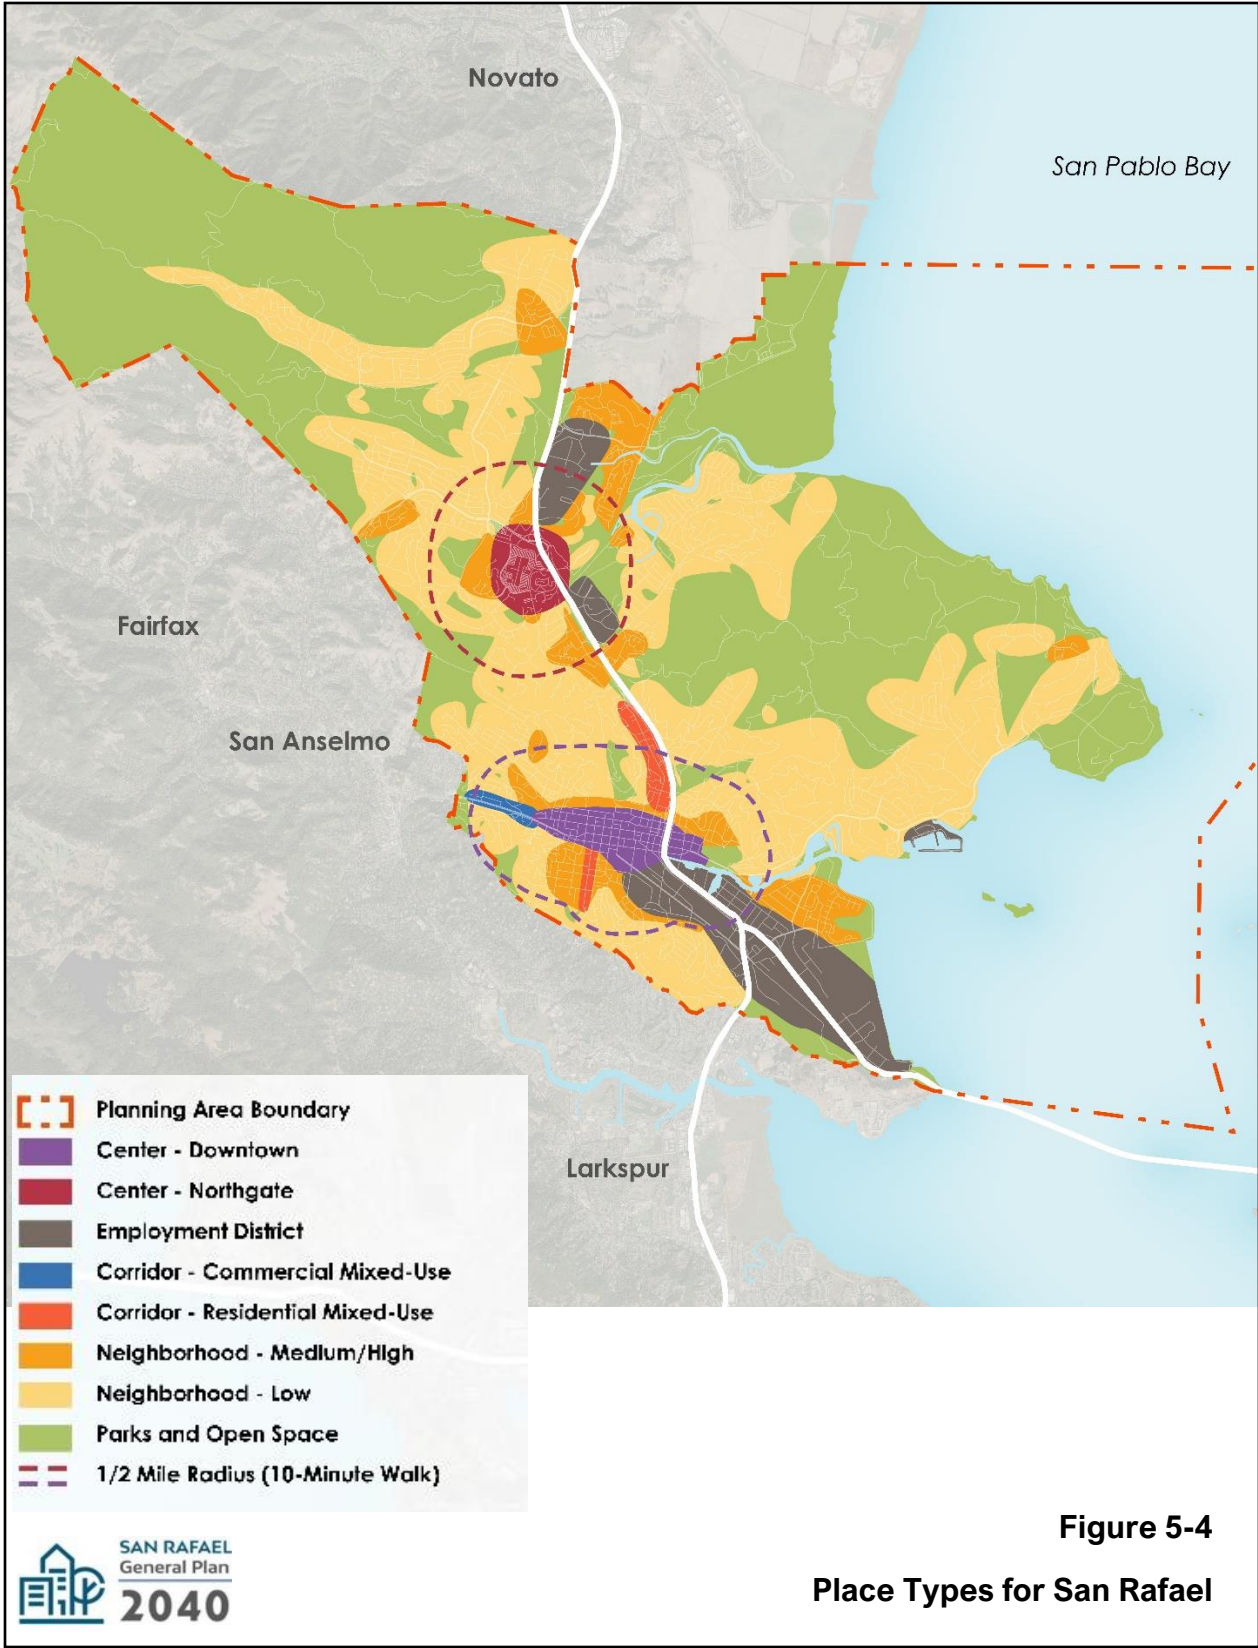 Novato
San Pablo Bay
Fairfax
San Anselmo
Larkspur
Planning Area Boundary
Center - Downtown
Center - Northgate
Employment District
Corridor - Commercial Mixed-Use
Corridor - Residential Mixed-Use
Neighborhood - Medium/High
Neighborhood - Low
Parks and Open Space
1/2 Mile Radius (10-Minute Walk)
SAN RAFAEL
General Plan
2040
Figure 5-4
Place Types for San Rafael